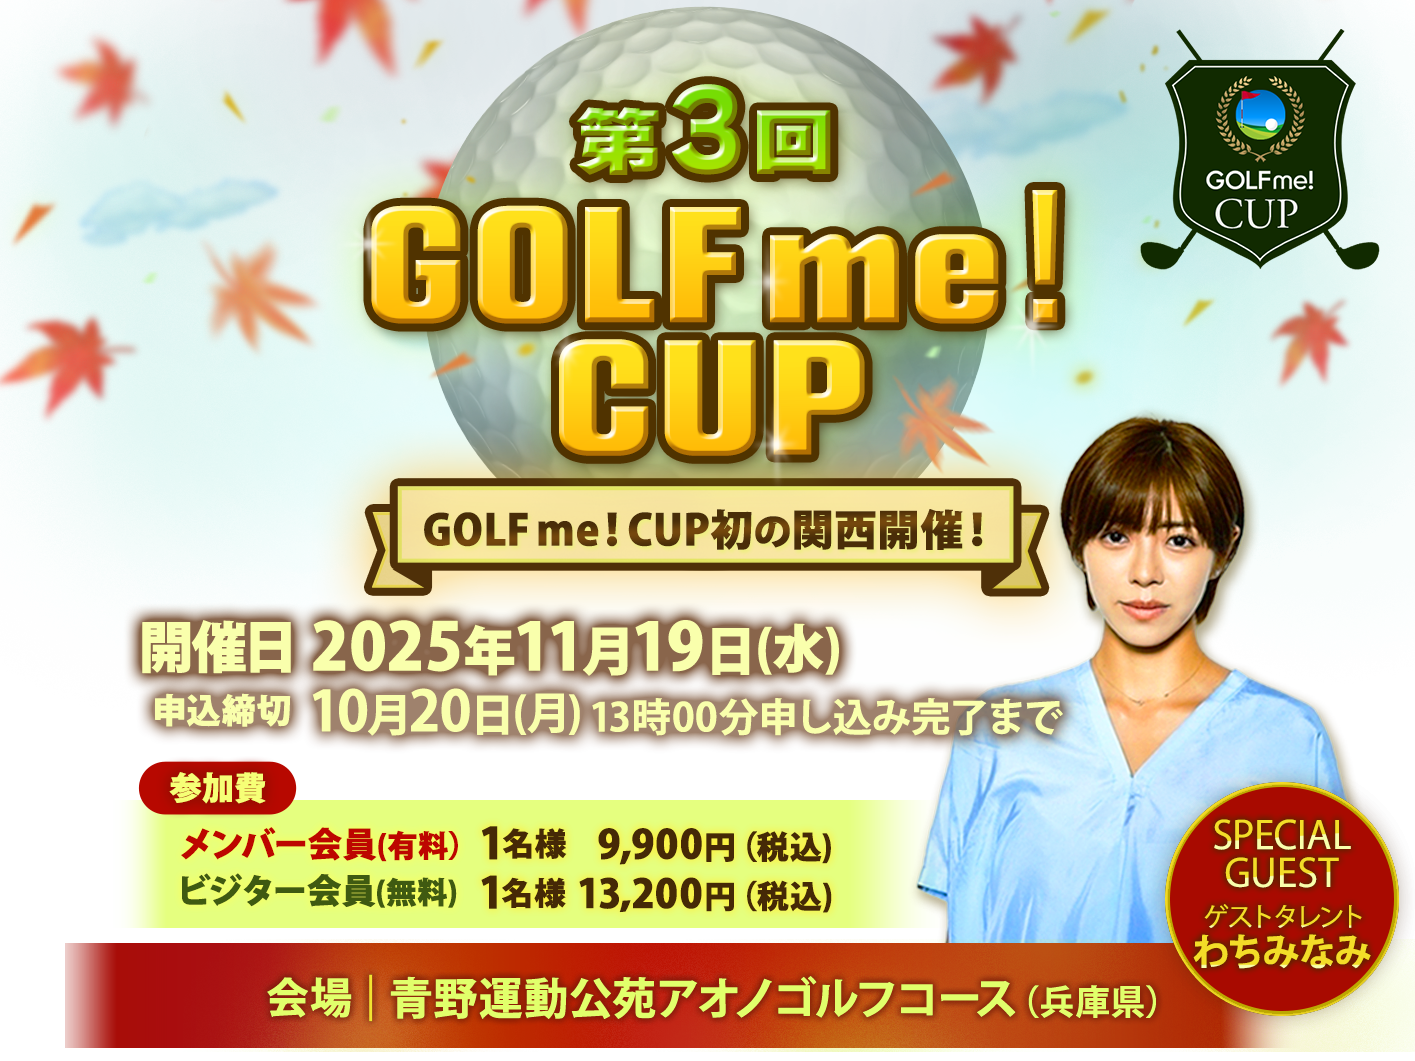 第3回
GOLF me!
CUP
GOLFme!
CUP
GOLF me! CUP初の関西開催!
開催日 2025年11月19日(水)
申込締切 10月20日(月) 13時00分申し込み完了まで
参加費
メンバー会員(有料) 1名様 9,900円(税込)
ビジター会員(無料) 1名様 13,200円(税込)
SPECIAL
GUEST
ゲストタレント
わちみなみ
会場|青野運動公苑アオノゴルフコース(兵庫県)